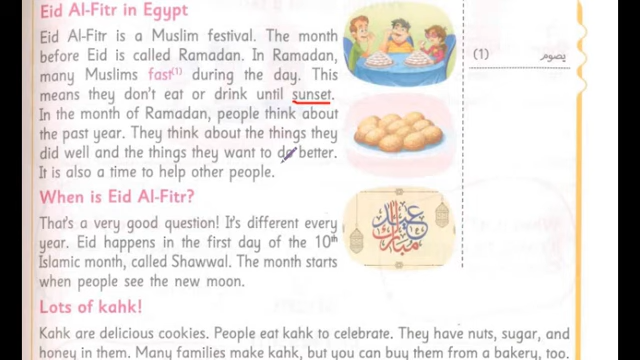 Eid Al-Fitr in Egypt
Eid Al-Fitr is a Muslim festival. The month
before Eid is called Ramadan. In Ramadan,
many Muslims fast(1) during the day. This
means they don't eat or drink until sunset.
In the month of Ramadan, people think about
the past year. They think about the things they
did well and the things they want to do better.
It is also a time to help other people.
When is Eid Al-Fitr?
That's a very good question! It's different every
year. Eid happens in the first day of the 10th
Islamic month, called Shawwal. The month starts
when people see the new moon.
Lots of kahk!
Kahk are delicious cookies. People eat kahk to celebrate. They have nuts, sugar, and
honey in them. Many families make kahk, but you can buy them from a bakery, too.
عيد مبارك
(1) يصوم